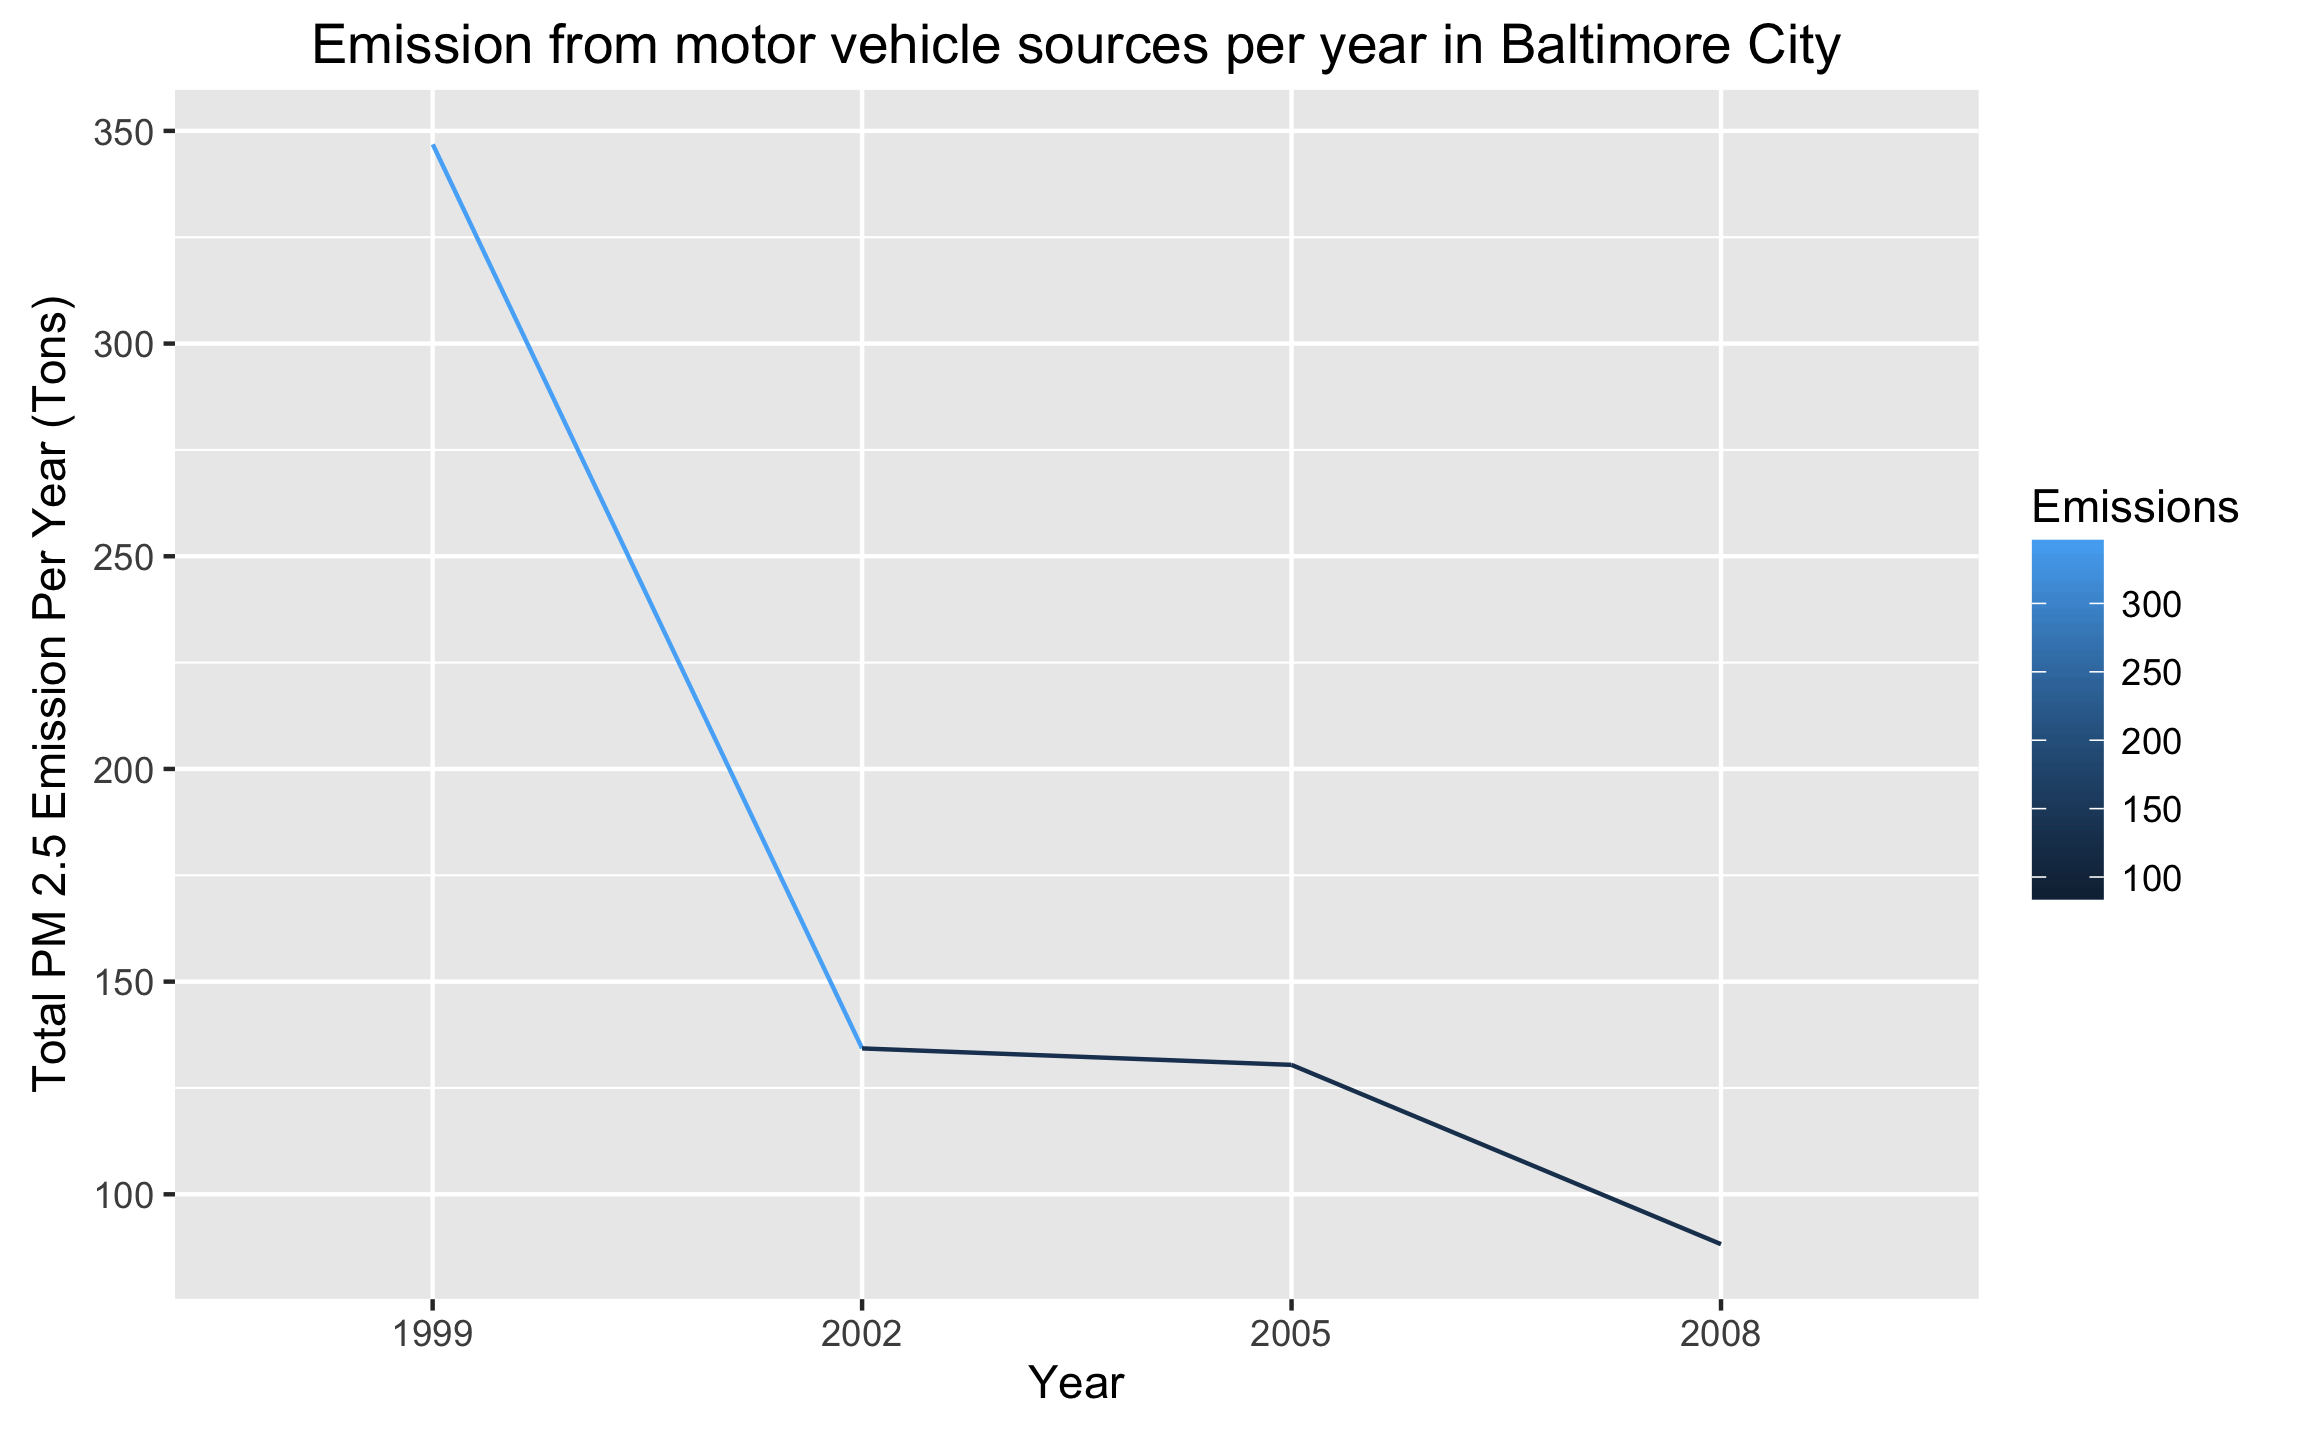 Emission from motor vehicle sources per year in Baltimore City
Total PM 2.5 Emission Per Year (Tons)
350
300
250
200
150
100
1999 2002 2005 2008
Year
Emissions
300
250
200
150
100